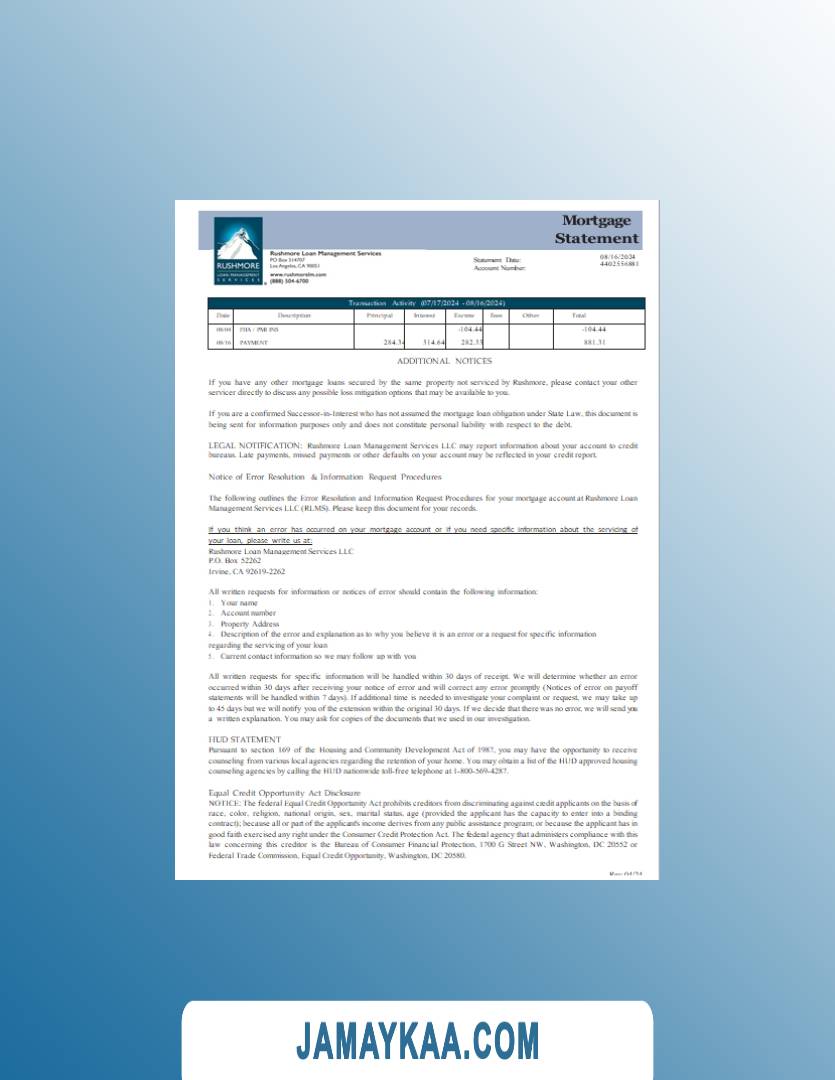 Mortgage
Statement
RUSHMORE
LOAN MANAGEMENT
SERVICES
Rushmore Loan Management Services
PO Box 514707
Los Angeles, CA 90051
www.rushmorelm.com
(888) 504-6700
Statement Date: 08/16/2024
Account Number: 4402556881
Transaction Activity (07/17/2024 - 08/16/2024)
Date Description Principal Interest Escrow Fees Other Total
FHA / PMI INS -104.44 -104.44
08/16 PAYMENT 284.34 314.64 282.33 881.31
ADDITIONAL NOTICES
If you have any other mortgage loans secured by the same property not serviced by Rushmore, please contact your other
servicer directly to discuss any possible loss mitigation options that may be available to you.
If you are a confirmed Successor-in-Interest who has not assumed the mortgage loan obligation under State Law, this document is
being sent for information purposes only and does not constitute personal liability with respect to the debt.
LEGAL NOTIFICATION: Rushmore Loan Management Services LLC may report information about your account to credit
bureaus. Late payments, missed payments or other defaults on your account may be reflected in your credit report.
Notice of Error Resolution & Information Request Procedures
The following outlines the Error Resolution and Information Request Procedures for your mortgage account at Rushmore Loan
Management Services LLC (RLMS). Please keep this document for your records.
If you think an error has occurred on your mortgage account or if you need specific information about the servicing of
your loan, please write us at:
Rushmore Loan Management Services LLC
P.O. Box 52262
Irvine, CA 92619-2262
All written requests for information or notices of error should contain the following information:
1. Your name
2. Account number
3. Property Address
4. Description of the error and explanation as to why you believe it is an error or a request for specific information
regarding the servicing of your loan
5. Current contact information so we may follow up with you
All written requests for specific information will be handled within 30 days of receipt. We will determine whether an error
occurred within 30 days after receiving your notice of error and will correct any error promptly (Notices of error on payoff
statements will be handled within 7 days). If additional time is needed to investigate your complaint or request, we may take up
to 45 days but we will notify you of the extension within the original 30 days. If we decide that there was no error, we will send you
a written explanation. You may ask for copies of the documents that we used in our investigation.
HUD STATEMENT
Pursuant to section 169 of the Housing and Community Development Act of 1987, you may have the opportunity to receive
counseling from various local agencies regarding the retention of your home. You may obtain a list of the HUD approved housing
counseling agencies by calling the HUD nationwide toll-free telephone at 1-800-569-4287.
Equal Credit Opportunity Act Disclosure
NOTICE: The federal Equal Credit Opportunity Act prohibits creditors from discriminating against credit applicants on the basis of
race, color, religion, national origin, sex, marital status, age (provided the applicant has the capacity to enter into a binding
contract); because all or part of the applicant's income derives from any public assistance program; or because the applicant has in
good faith exercised any right under the Consumer Credit Protection Act. The federal agency that administers compliance with this
law concerning this creditor is the Bureau of Consumer Financial Protection, 1700 G Street NW, Washington, DC 20552 or
Federal Trade Commission, Equal Credit Opportunity, Washington, DC 20580.
JAMAYKAA.COM